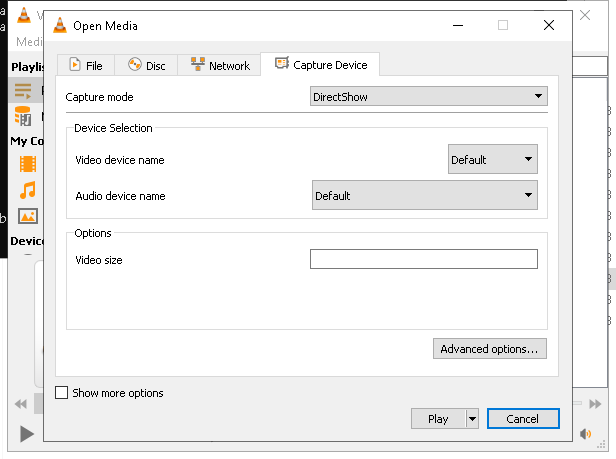 Open Media
Medi
File
Disc
Network
Capture Device
Playlis
Capture mode
DirectShow
Device Selection
Video device name
Default
My Co
Audio device name
Default
Device
Options
Video size
Advanced options...
Show more options
Play
Cancel